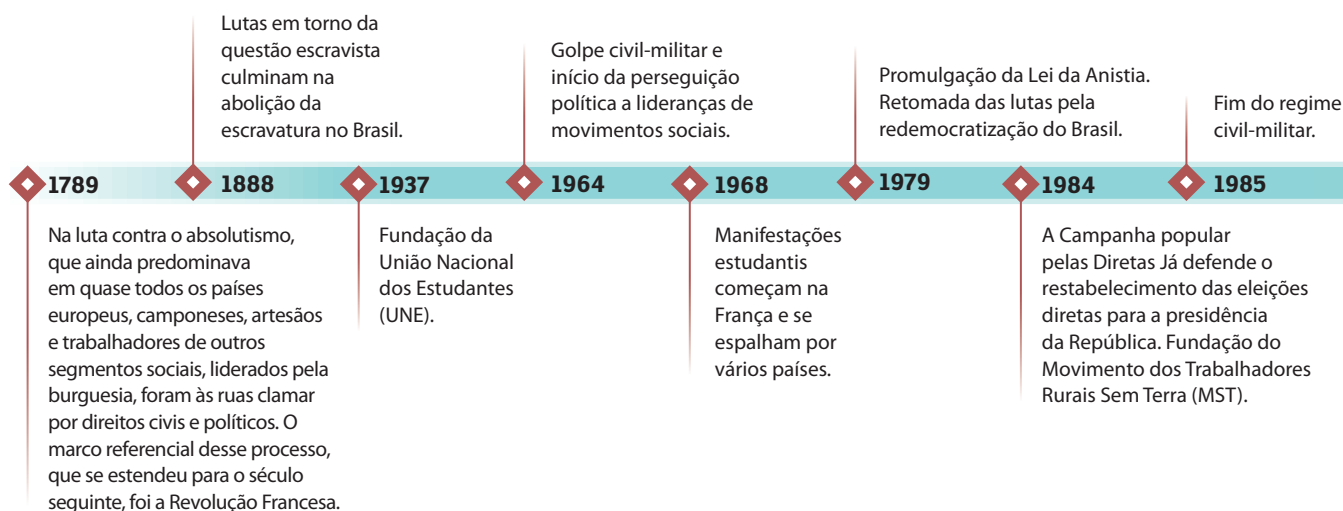 1789
Na luta contra o absolutismo,
que ainda predominava
em quase todos os países
europeus, camponeses, artesãos
e trabalhadores de outros
segmentos sociais, liderados pela
burguesia, foram às ruas clamar
por direitos civis e políticos. O
marco referencial desse processo,
que se estendeu para o século
seguinte, foi a Revolução Francesa.
Lutas em torno da
questão escravista
culminam na
abolição da
escravatura no Brasil.
1888
1937
Fundação da
União Nacional
dos Estudantes
(UNE).
Golpe civil-militar e
início da perseguição
política a lideranças de
movimentos sociais.
1964
1968
Manifestações
estudantis
começam na
França e se
espalham por
vários países.
Promulgação da Lei da Anistia.
Retomada das lutas pela
redemocratização do Brasil.
1979
1984
A Campanha popular
pelas Diretas Já defende o
restabelecimento das eleições
diretas para a presidência
da República. Fundação do
Movimento dos Trabalhadores
Rurais Sem Terra (MST).
Fim do regime
civil-militar.
1985